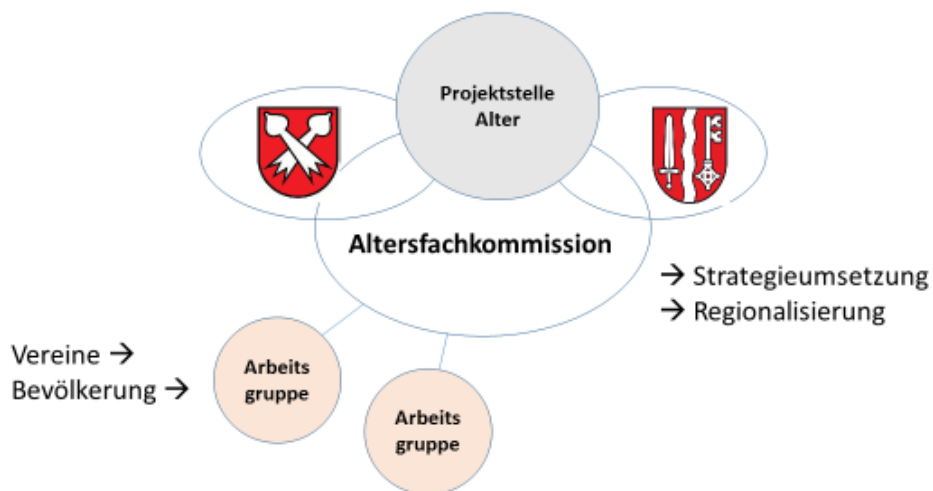 Projektstelle
Alter
Altersfachkommission
→ Strategieumsetzung
→ Regionalisierung
Vereine →
Bevölkerung →
Arbeits
gruppe
Arbeits
gruppe